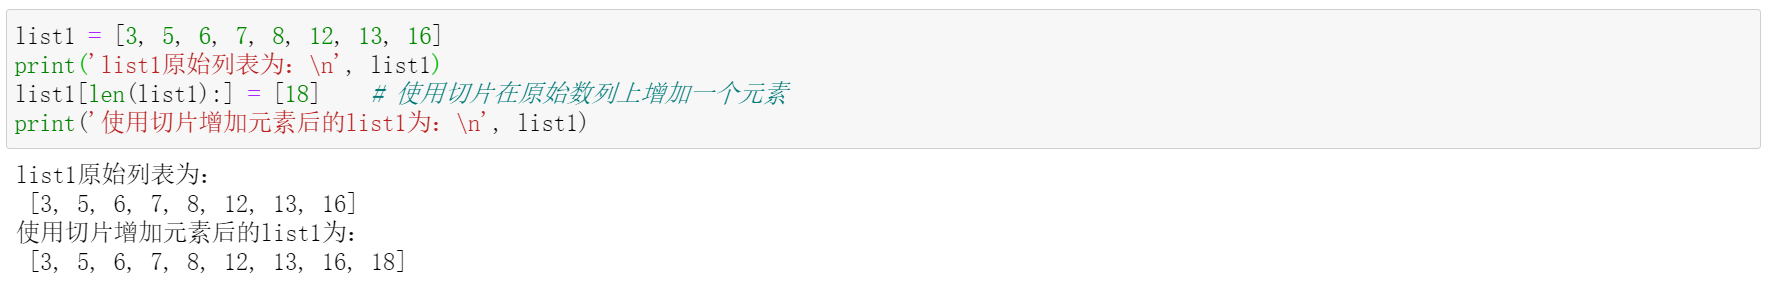 list1 = [3, 5, 6, 7, 8, 12, 13, 16]
print('list1原始列表为：\n', list1)
list1[len(list1):] = [18]    # 使用切片在原始数列上增加一个元素
print('使用切片增加元素后的list1为：\n', list1)
list1原始列表为：
 [3, 5, 6, 7, 8, 12, 13, 16]
使用切片增加元素后的list1为：
 [3, 5, 6, 7, 8, 12, 13, 16, 18]